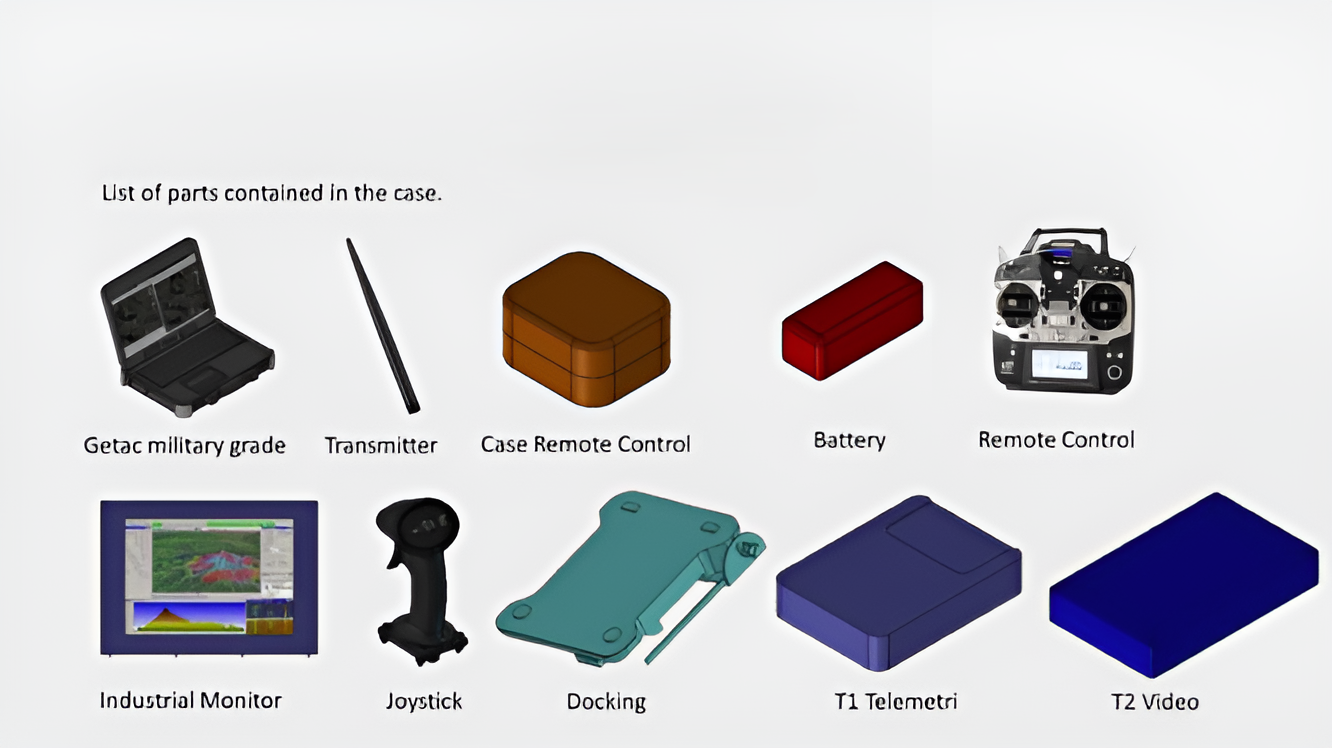 List of parts contained in the case.
Getac military grade
Transmitter
Case Remote Control
Battery
Remote Control
Industrial Monitor
Joystick
Docking
T1 Telemetri
T2 Video